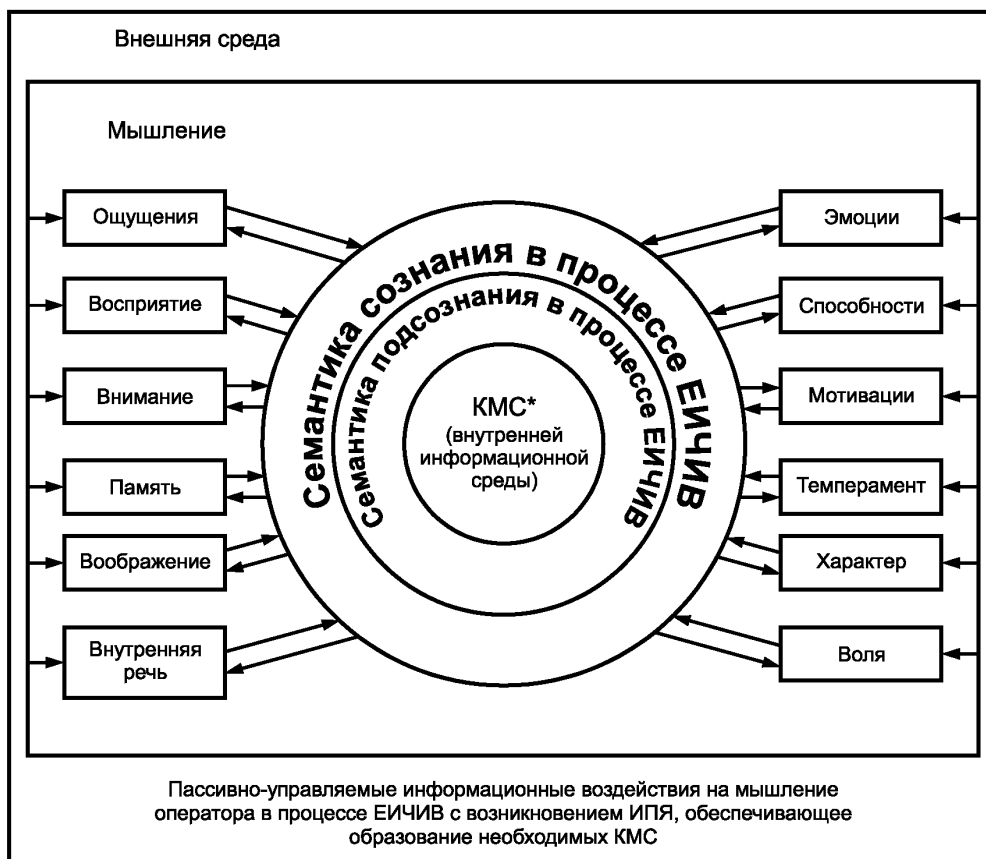 Внешняя среда
Мышление
Ощущения
Восприятие
Внимание
Память
Воображение
Внутренняя
речь
Семантика сознания в процессе ЕИЧИВ
Семантика подсознания в процессе ЕИЧИВ
КМС*
(внутренней
информационной
среды)
Эмоции
Способности
Мотивации
Темперамент
Характер
Воля
Пассивно-управляемые информационные воздействия на мышление
оператора в процессе ЕИЧИВ с возникновением ИПЯ, обеспечивающее
образование необходимых КМС